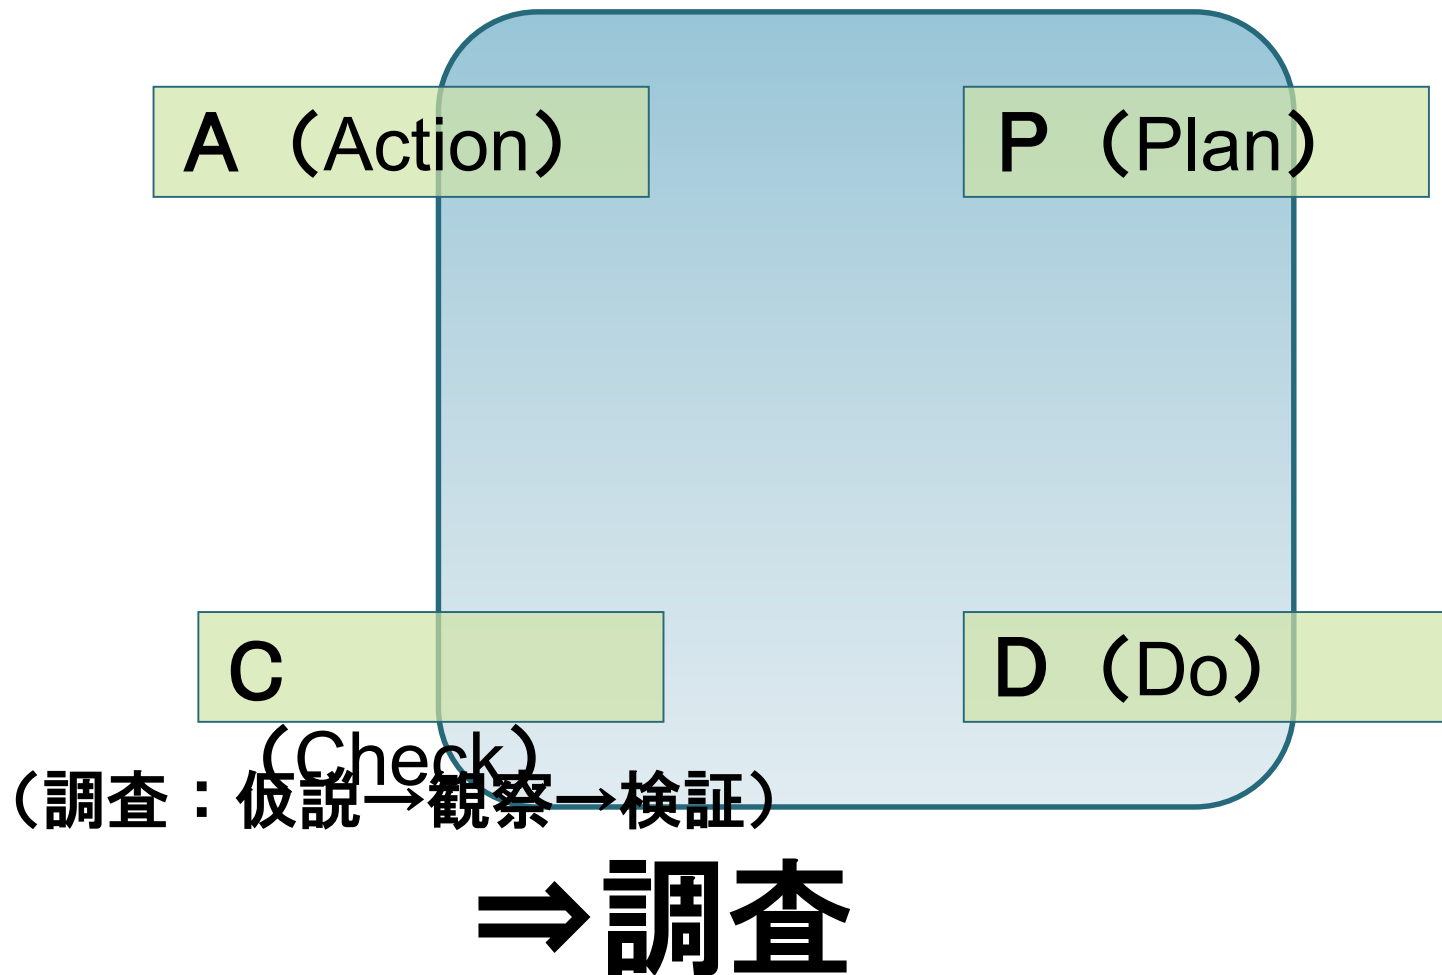 A （Action）
P （Plan）
C
（Check）
D （Do）
（調査：仮説→観察→検証）
⇒調査